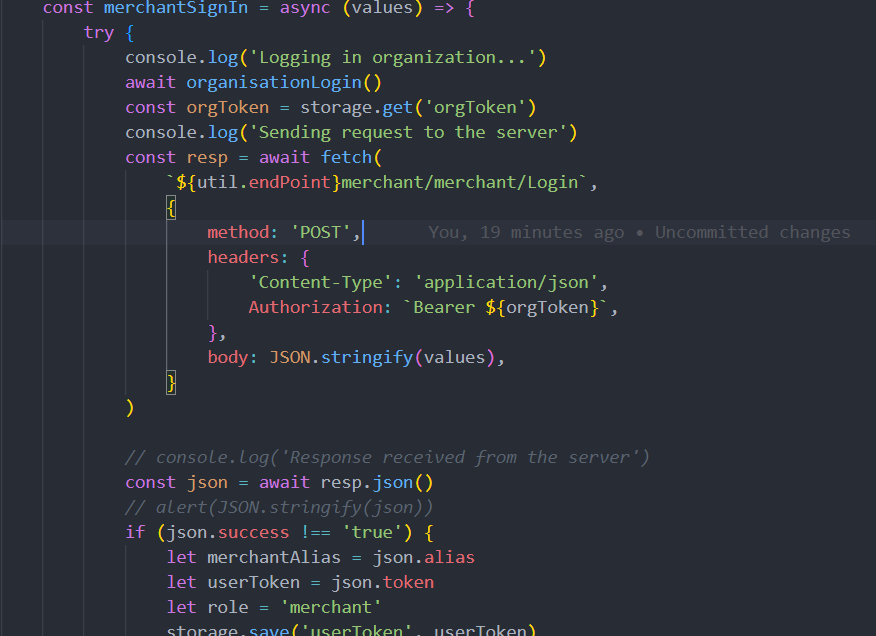 const merchantSignIn = async (values) => {
try {
console.log('Logging in organization...')
await organisationLogin()
const orgToken = storage.get('orgToken')
console.log('Sending request to the server')
const resp = await fetch(
`${util.endPoint}merchant/merchant/Login`,
{
method: 'POST', You, 19 minutes ago • Uncommitted changes
headers: {
'Content-Type': 'application/json',
Authorization: `Bearer ${orgToken}`,
},
body: JSON.stringify(values),
}
)
// console.log('Response received from the server')
const json = await resp.json()
// alert(JSON.stringify(json))
if (json.success !== 'true') {
let merchantAlias = json.alias
let userToken = json.token
let role = 'merchant'
storage.save('userToken', userToken)